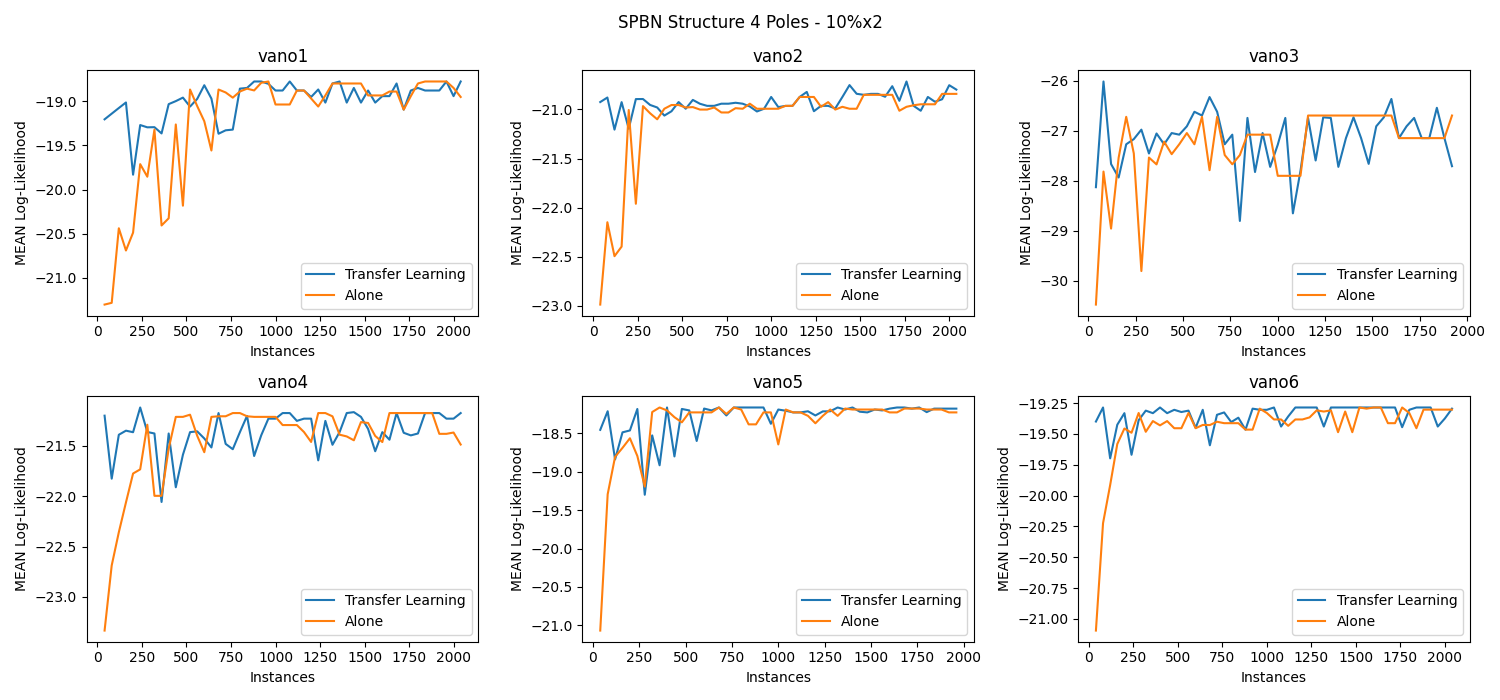 SPBN Structure 4 Poles - 10%x2
vano1
MEAN Log-Likelihood
−19.0
−19.5
−20.0
−20.5
−21.0
Transfer Learning
Alone
0 250 500 750 1000 1250 1500 1750 2000
Instances
vano2
MEAN Log-Likelihood
−21.0
−21.5
−22.0
−22.5
−23.0
Transfer Learning
Alone
0 250 500 750 1000 1250 1500 1750 2000
Instances
vano3
MEAN Log-Likelihood
−26
−27
−28
−29
−30
Transfer Learning
Alone
0 250 500 750 1000 1250 1500 1750 2000
Instances
vano4
MEAN Log-Likelihood
−21.5
−22.0
−22.5
−23.0
Transfer Learning
Alone
0 250 500 750 1000 1250 1500 1750 2000
Instances
vano5
MEAN Log-Likelihood
−18.5
−19.0
−19.5
−20.0
−20.5
−21.0
Transfer Learning
Alone
0 250 500 750 1000 1250 1500 1750 2000
Instances
vano6
MEAN Log-Likelihood
−19.25
−19.50
−19.75
−20.00
−20.25
−20.50
−20.75
−21.00
Transfer Learning
Alone
0 250 500 750 1000 1250 1500 1750 2000
Instances